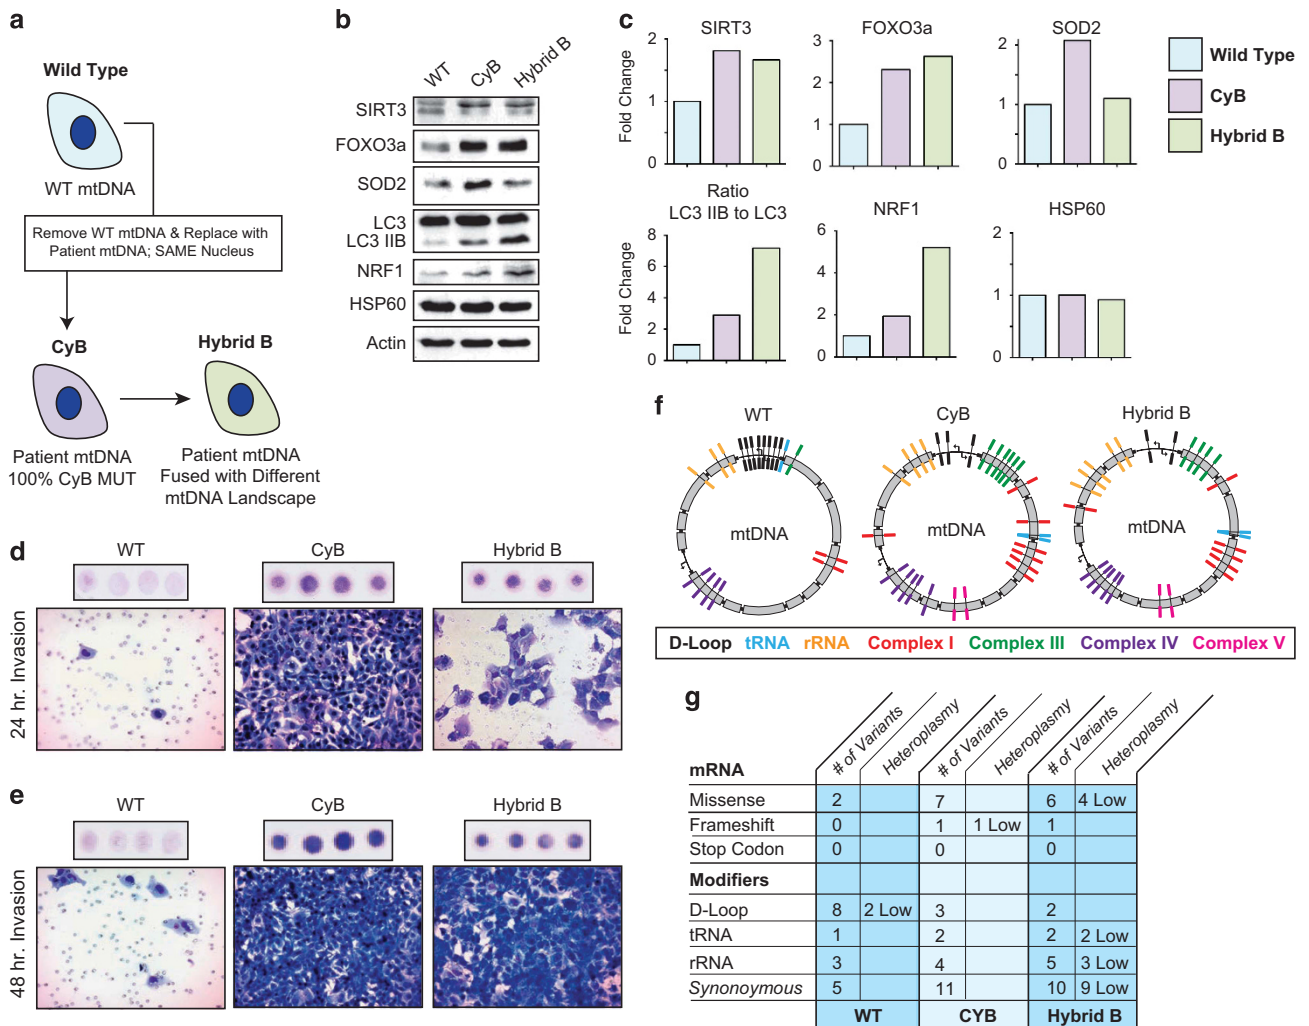 a
Wild Type
WT mtDNA
Remove WT mtDNA & Replace with
Patient mtDNA; SAME Nucleus
CyB
Hybrid B
Patient mtDNA
100% CyB MUT
Patient mtDNA
Fused with Different
mtDNA Landscape
b
WT CyB Hybrid B
SIRT3
FOXO3a
SOD2
LC3
LC3 IIB
NRF1
HSP60
Actin
c
SIRT3
Fold Change
2
1
0
FOXO3a
3
2
1
0
SOD2
2
1
0
Wild Type
CyB
Hybrid B
Ratio
LC3 IIB to LC3
Fold Change
8
6
4
2
0
NRF1
6
4
2
0
HSP60
2
1
0
d
WT CyB Hybrid B
24 hr. Invasion
e
WT CyB Hybrid B
48 hr. Invasion
f
WT
mtDNA
CyB
mtDNA
Hybrid B
mtDNA
D-Loop tRNA rRNA Complex I Complex III Complex IV Complex V
g
mRNA # of Variants Heteroplasmy # of Variants Heteroplasmy # of Variants Heteroplasmy
Missense 2 7 6 4 Low
Frameshift 0 1 1 Low 1
Stop Codon 0 0 0
Modifiers
D-Loop 8 2 Low 3 2
tRNA 1 2 2 2 Low
rRNA 3 4 5 3 Low
Synonoymous 5 11 10 9 Low
WT CYB Hybrid B